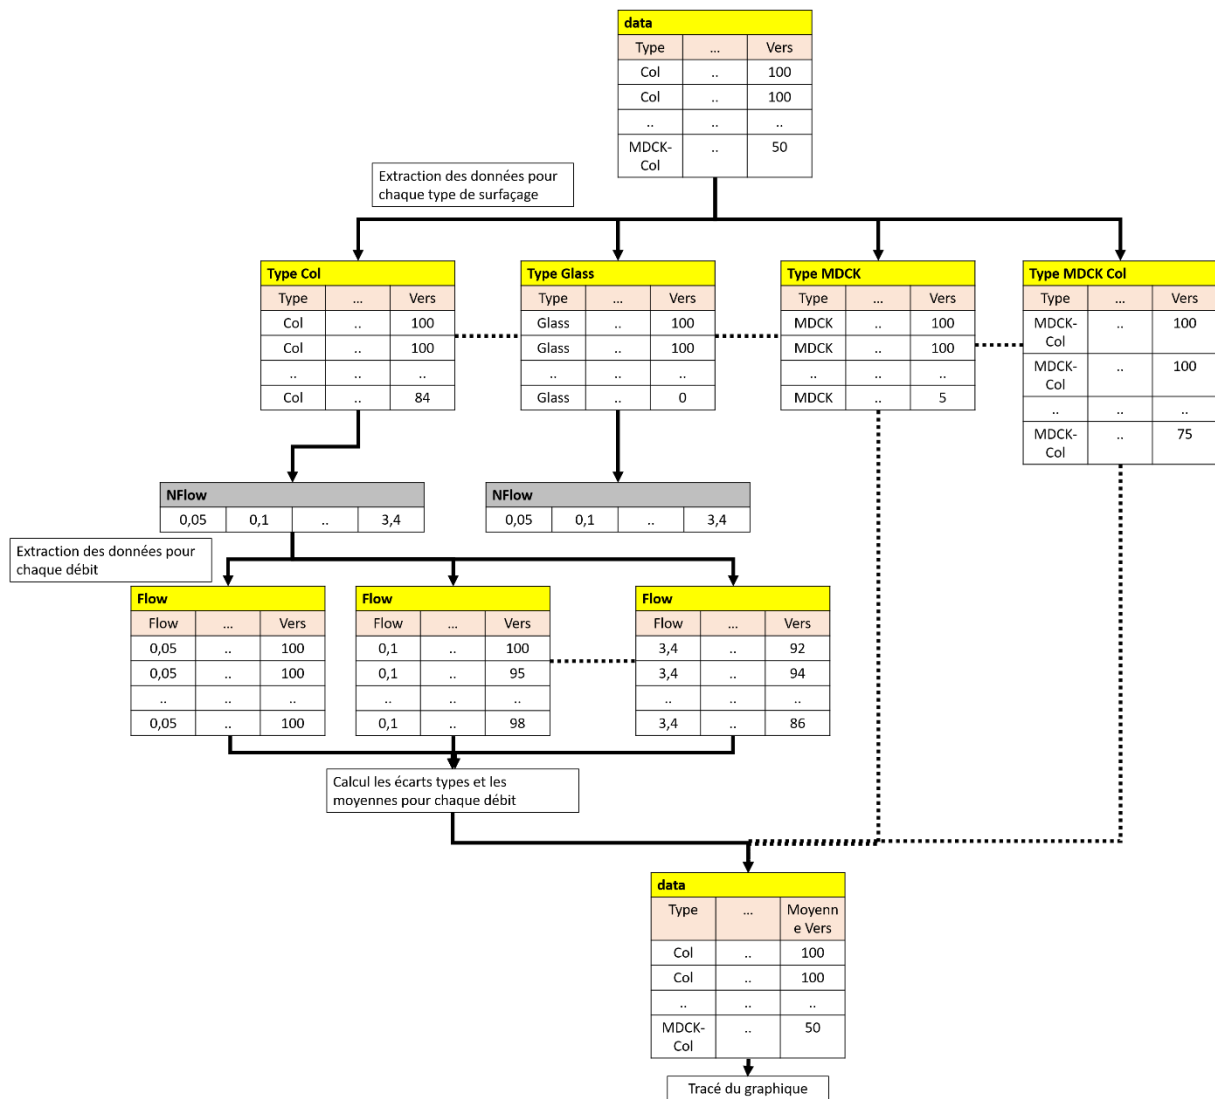 data
Type ... Vers
Col .. 100
Col .. 100
.. .. ..
MDCK- .. 50
Col
Extraction des données pour
chaque type de surfaçage
Type Col
Type ... Vers
Col .. 100
Col .. 100
.. .. ..
Col .. 84
Type Glass
Type ... Vers
Glass .. 100
Glass .. 100
.. .. ..
Glass .. 0
Type MDCK
Type ... Vers
MDCK .. 100
MDCK .. 100
.. .. ..
MDCK .. 5
Type MDCK Col
Type ... Vers
MDCK- .. 100
Col
MDCK- .. 100
Col
.. .. ..
MDCK- .. 75
Col
NFlow
0,05 0,1 .. 3,4
NFlow
0,05 0,1 .. 3,4
Extraction des données pour
chaque débit
Flow
Flow ... Vers
0,05 .. 100
0,05 .. 100
.. .. ..
0,05 .. 100
Flow
Flow ... Vers
0,1 .. 100
0,1 .. 95
.. .. ..
0,1 .. 98
Flow
Flow ... Vers
3,4 .. 92
3,4 .. 94
.. .. ..
3,4 .. 86
Calcul les écarts types et les
moyennes pour chaque débit
data
Type ... Moyenn
e Vers
Col .. 100
Col .. 100
.. .. ..
MDCK- .. 50
Col
Tracé du graphique